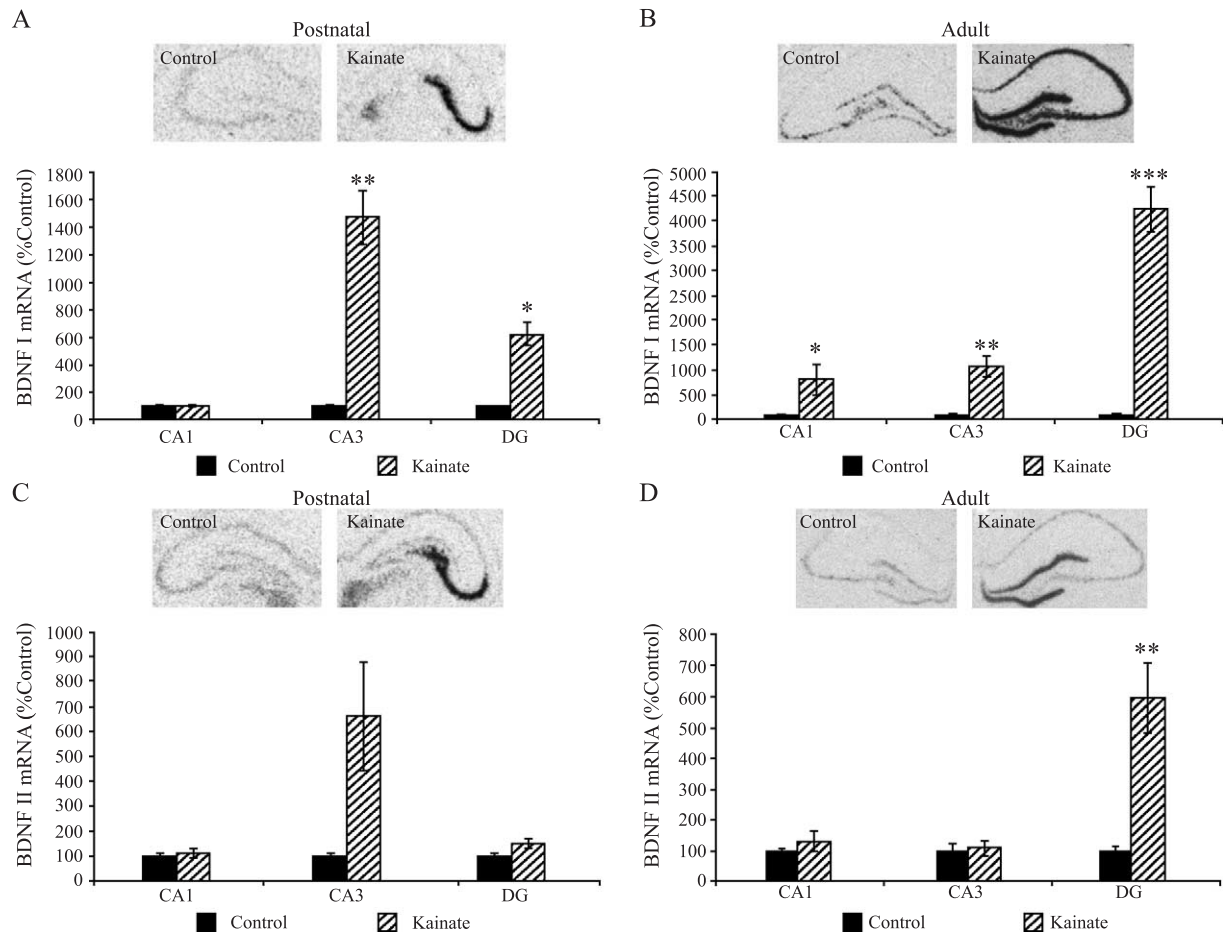 A
Postnatal
Control
Kainate
BDNF I mRNA (%Control)
1800
1600
1400
1200
1000
800
600
400
200
0
**
*
CA1
CA3
DG
Control
Kainate
B
Adult
Control
Kainate
BDNF I mRNA (%Control)
5000
4500
4000
3500
3000
2500
2000
1500
1000
500
0
*
**
***
CA1
CA3
DG
Control
Kainate
C
Postnatal
Control
Kainate
BDNF II mRNA (%Control)
1000
900
800
700
600
500
400
300
200
100
0
CA1
CA3
DG
Control
Kainate
D
Adult
Control
Kainate
BDNF II mRNA (%Control)
800
700
600
500
400
300
200
100
0
**
CA1
CA3
DG
Control
Kainate